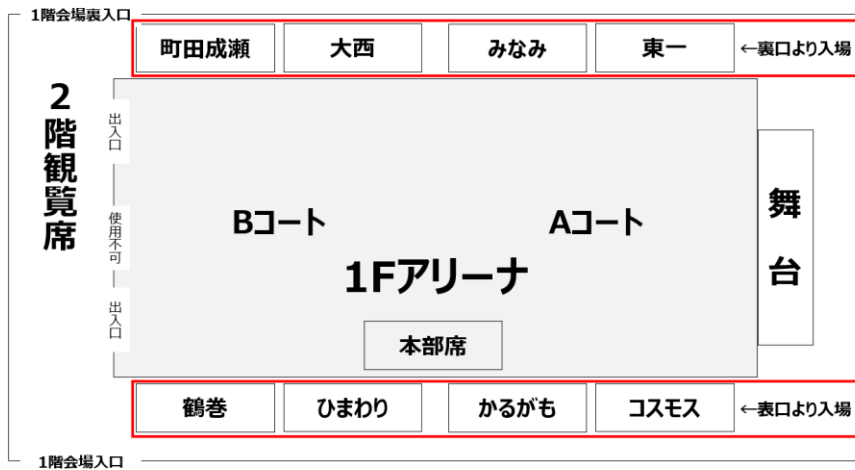 1階会場裏入口
町田成瀬
大西
みなみ
東一
←裏口より入場
2階観覧席
出入口
使用不可
出入口
Bコート
Aコート
1Fアリーナ
本部席
舞台
鶴巻
ひまわり
かるがも
コスモス
←表口より入場
1階会場入口